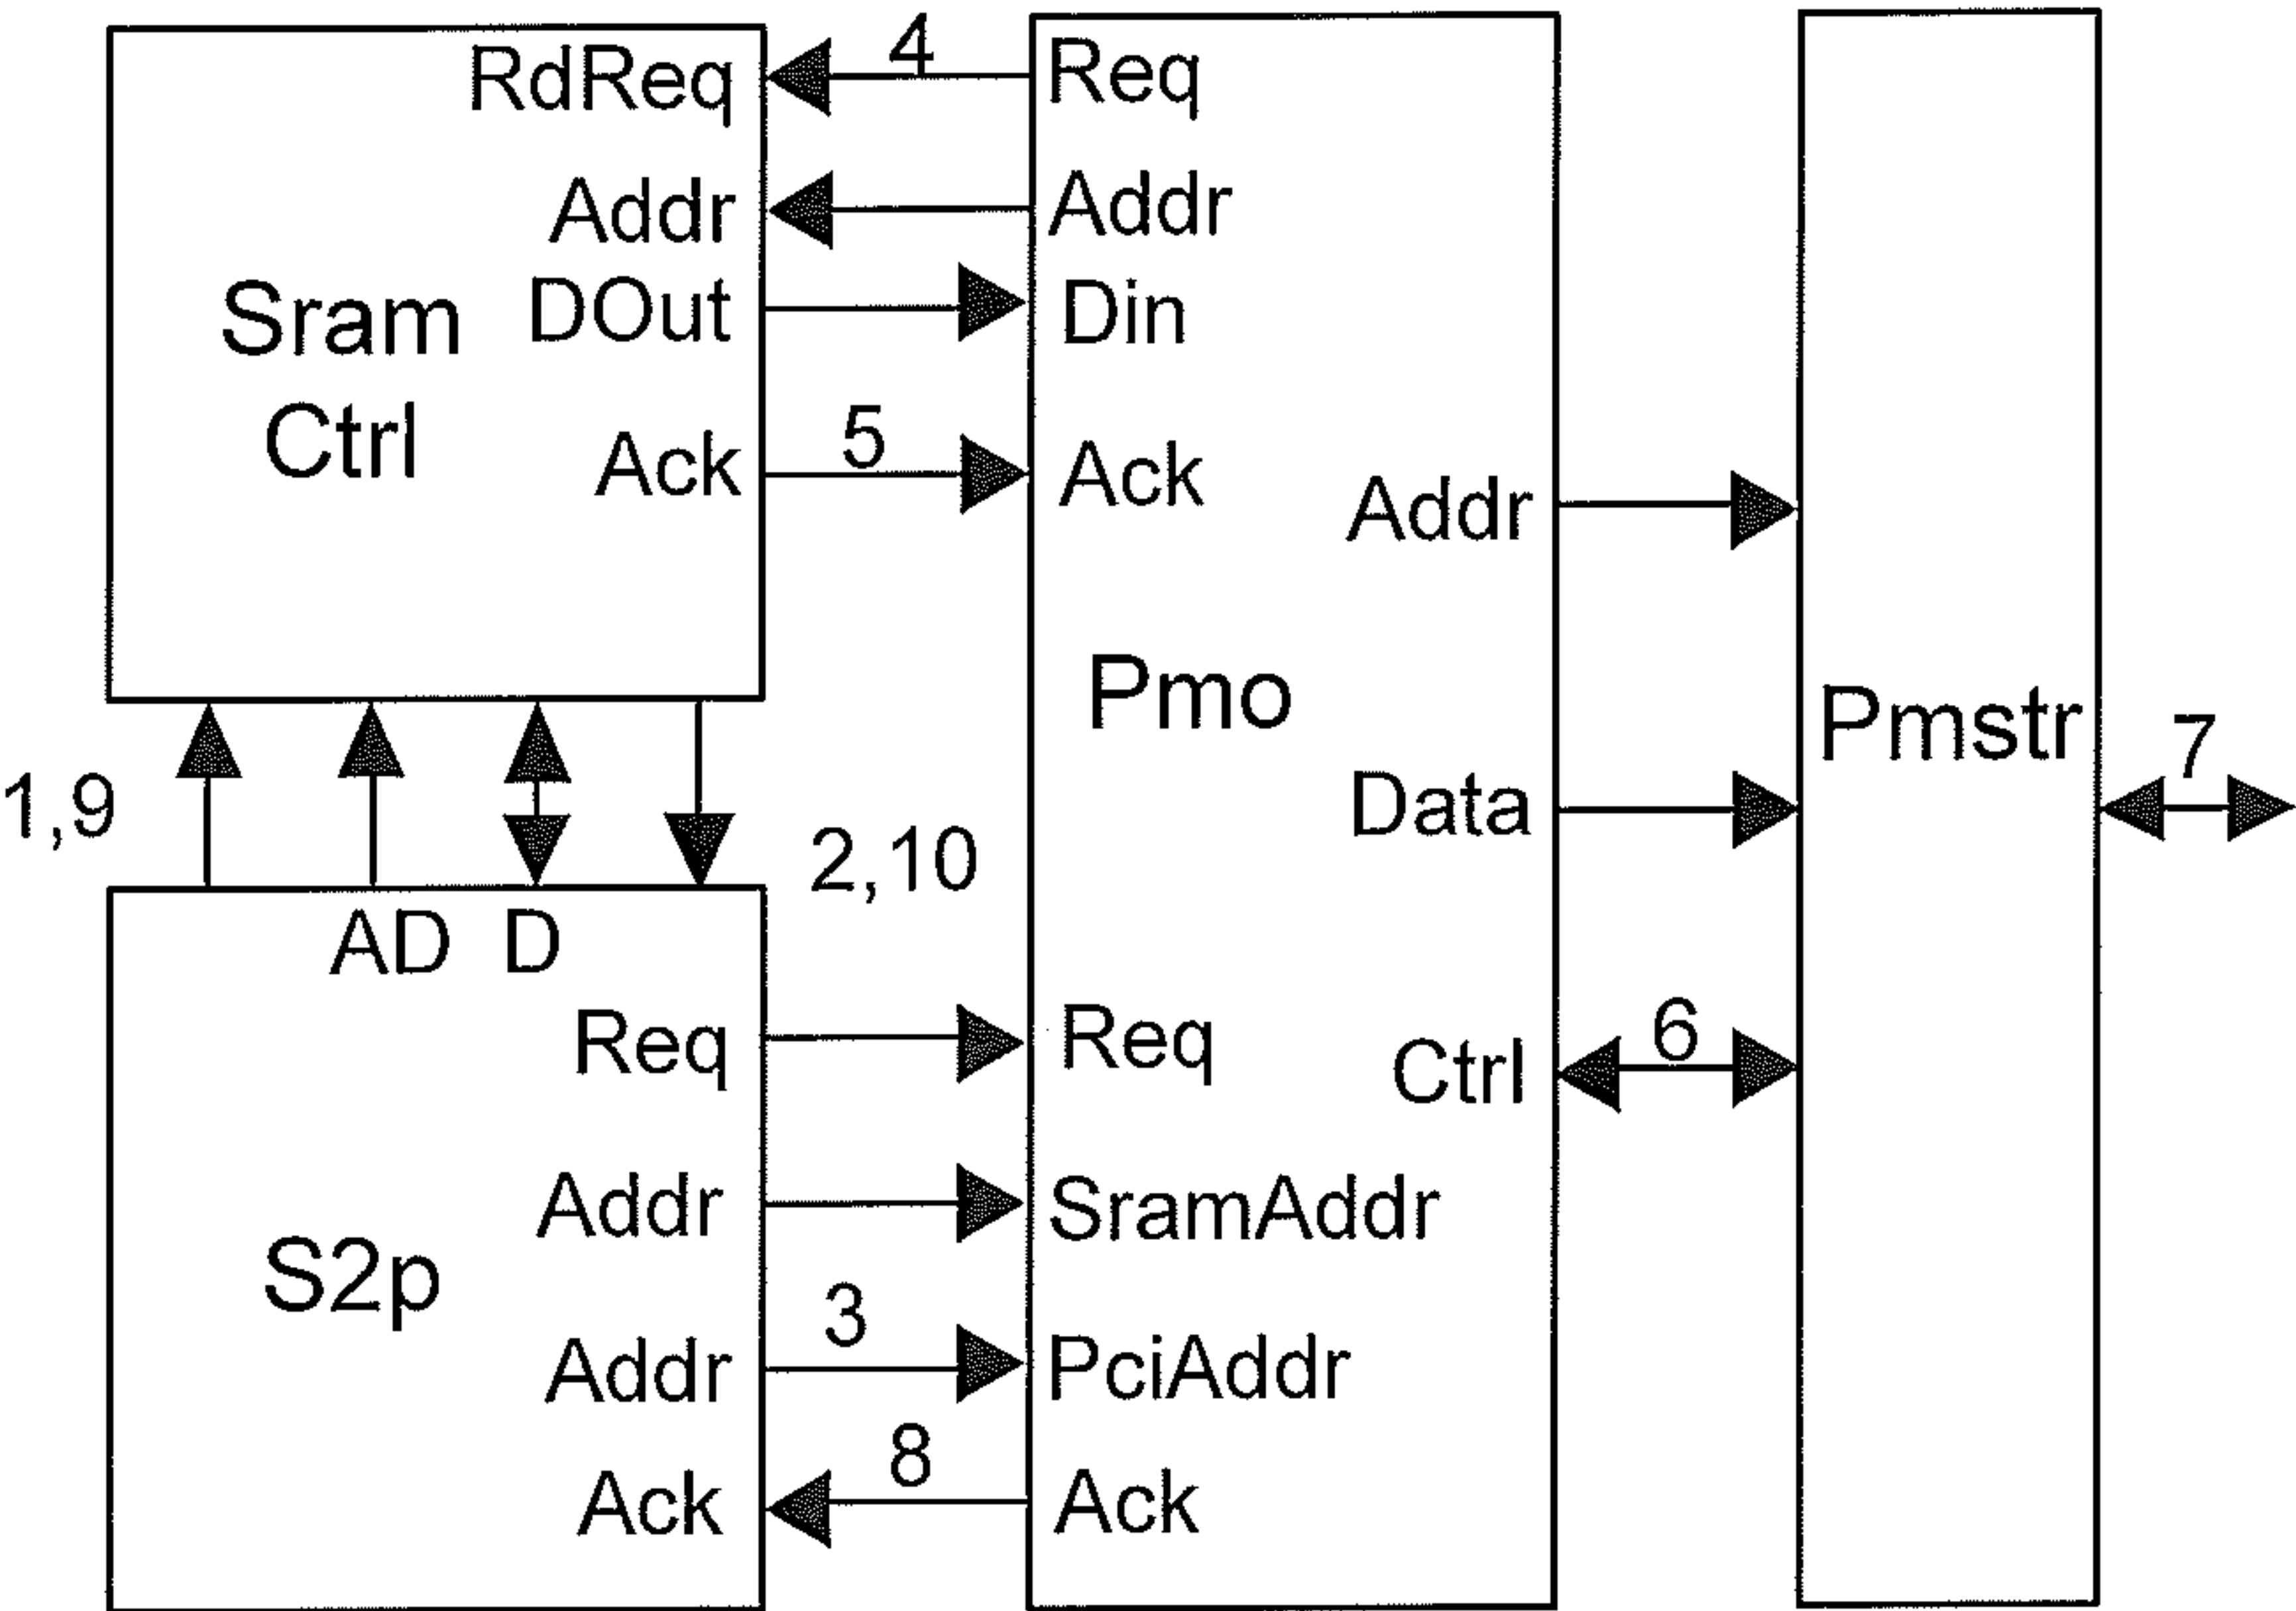 RdReq
4
Req
Addr
Addr
Sram
Ctrl
DOut
Din
Ack
5
Ack
Addr
Pmo
Pmstr
7
1,9
2,10
Data
AD
D
Req
Req
Ctrl
6
Addr
SramAddr
S2p
Addr
3
PciAddr
Ack
8
Ack